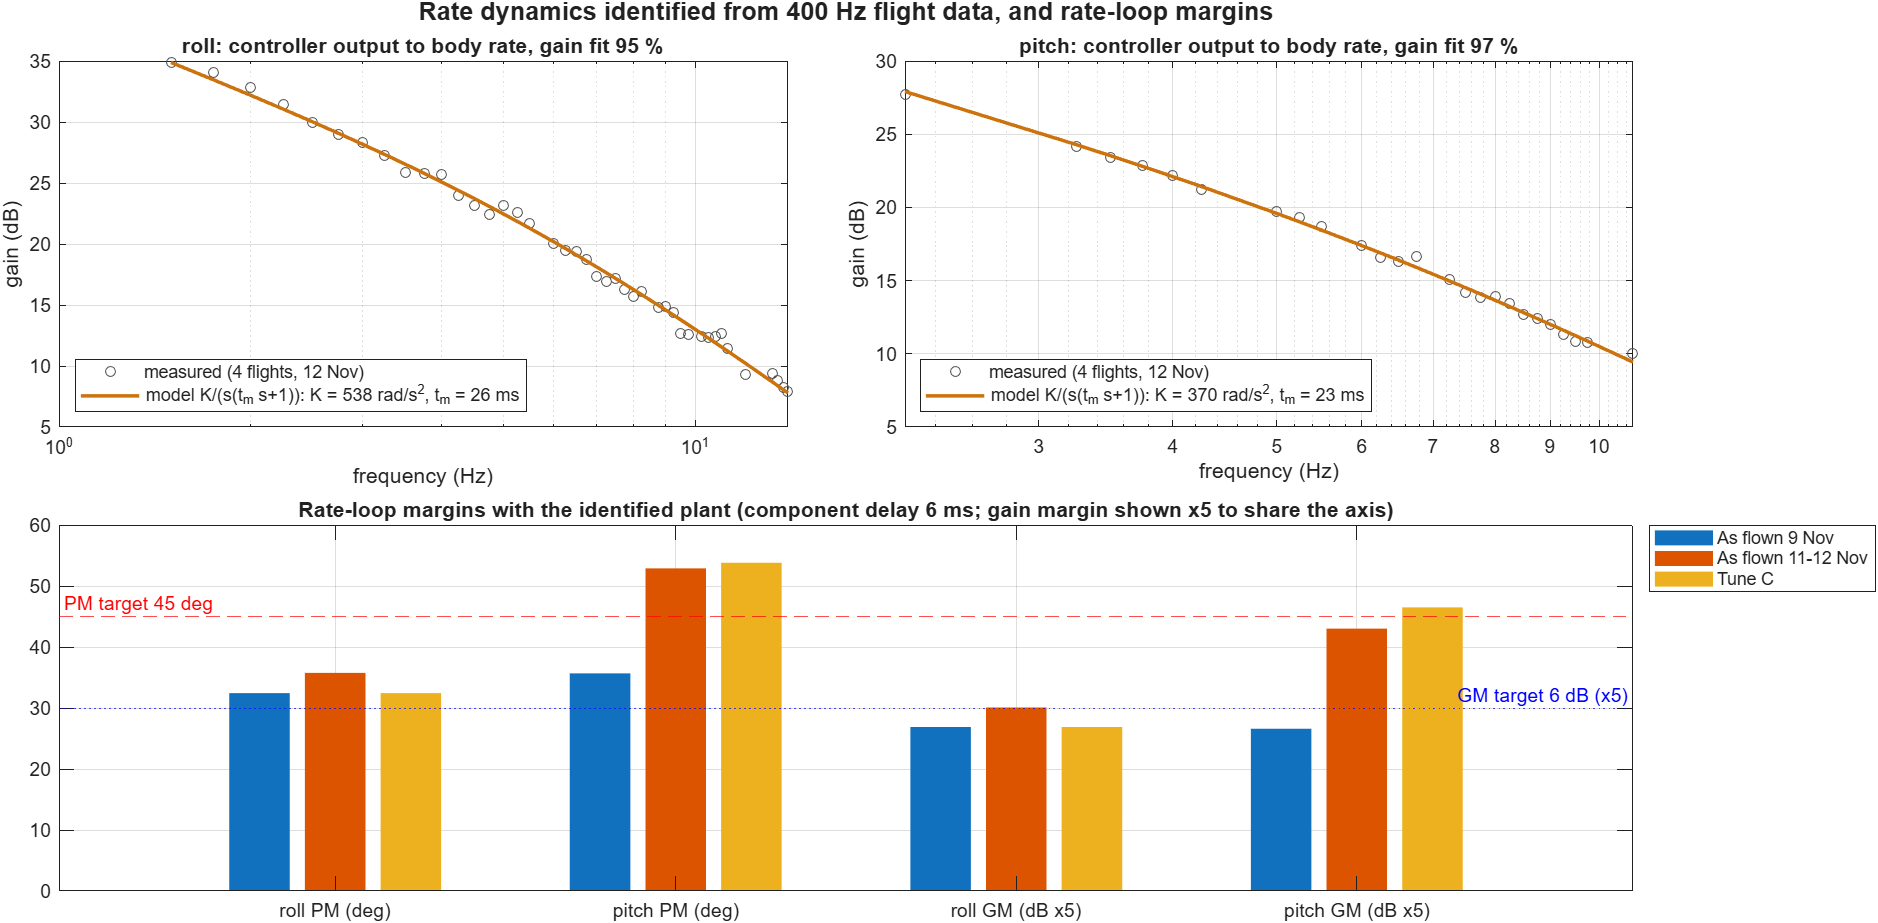 Rate dynamics identified from 400 Hz flight data, and rate-loop margins
roll: controller output to body rate, gain fit 95 %
35
30
25
20
15
10
5
gain (dB)
10⁰
10¹
frequency (Hz)
measured (4 flights, 12 Nov)
model K/(s(tₘ s+1)): K = 538 rad/s², tₘ = 26 ms
pitch: controller output to body rate, gain fit 97 %
30
25
20
15
10
5
gain (dB)
3 4 5 6 7 8 9 10
frequency (Hz)
measured (4 flights, 12 Nov)
model K/(s(tₘ s+1)): K = 370 rad/s², tₘ = 23 ms
Rate-loop margins with the identified plant (component delay 6 ms; gain margin shown x5 to share the axis)
60
50
40
30
20
10
0
PM target 45 deg
GM target 6 dB (x5)
roll PM (deg)
pitch PM (deg)
roll GM (dB x5)
pitch GM (dB x5)
As flown 9 Nov
As flown 11-12 Nov
Tune C